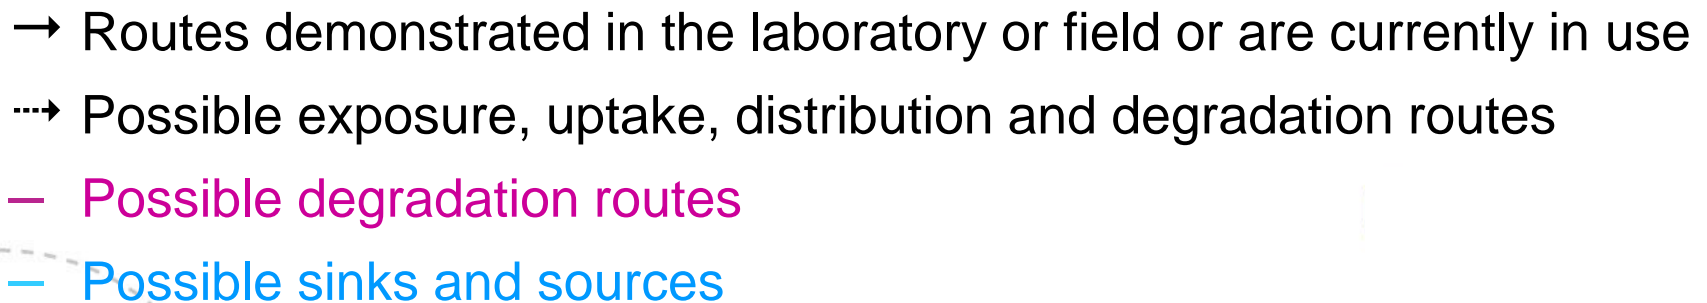 Routes demonstrated in the laboratory or field or are currently in use
Possible exposure, uptake, distribution and degradation routes
Possible degradation routes
Possible sinks and sources